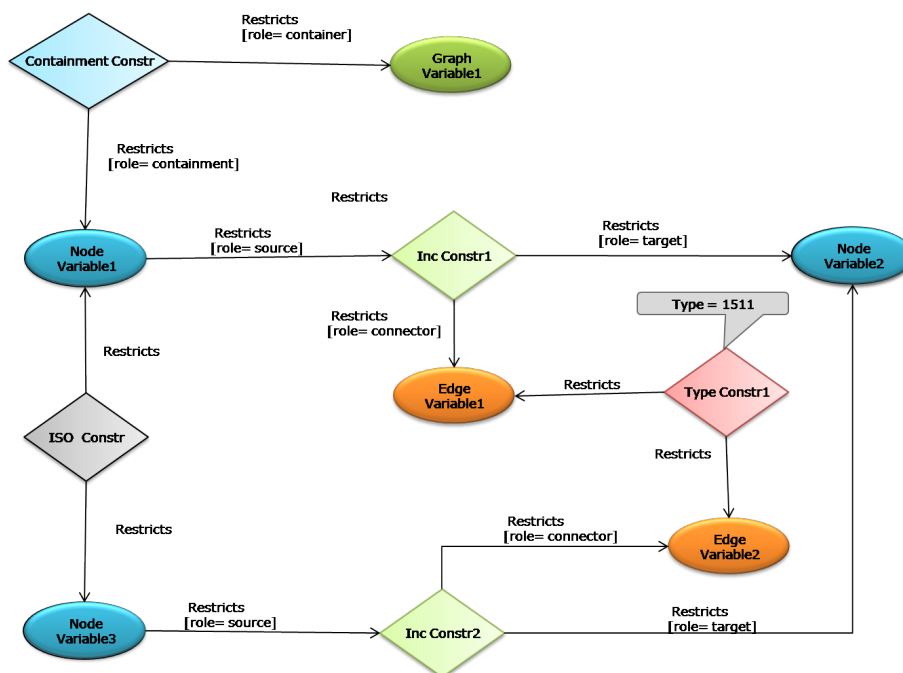 Restricts
[role= container]
Containment Constr
Graph
Variable1
Restricts
[role= containment]
Restricts
Restricts
[role= source]
Restricts
[role= target]
Node
Variable1
Inc Constr1
Node
Variable2
Type = 1511
Restricts
[role= connector]
Restricts
Edge
Variable1
Restricts
Type Constr1
ISO Constr
Restricts
Restricts
Restricts
[role= connector]
Edge
Variable2
Restricts
[role= source]
Restricts
[role= target]
Node
Variable3
Inc Constr2